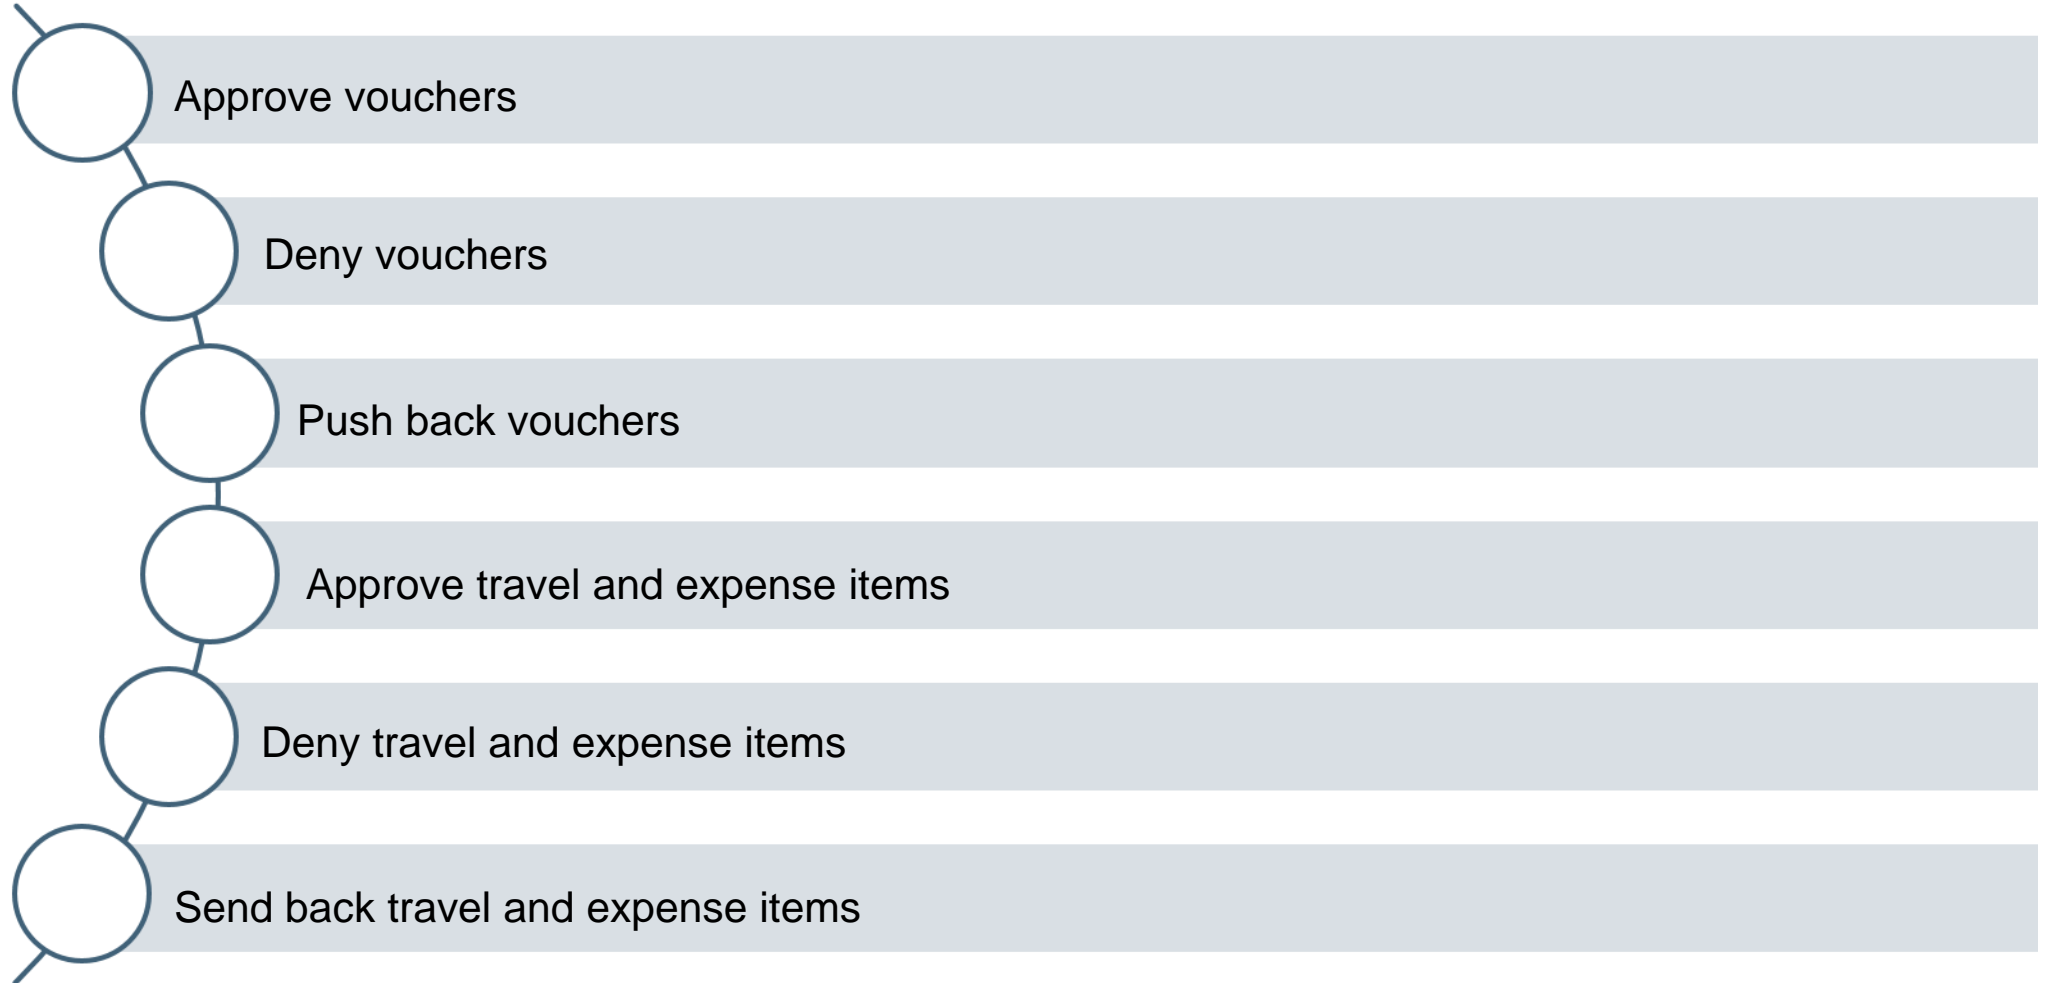 Approve vouchers
Deny vouchers
Push back vouchers
Approve travel and expense items
Deny travel and expense items
Send back travel and expense items